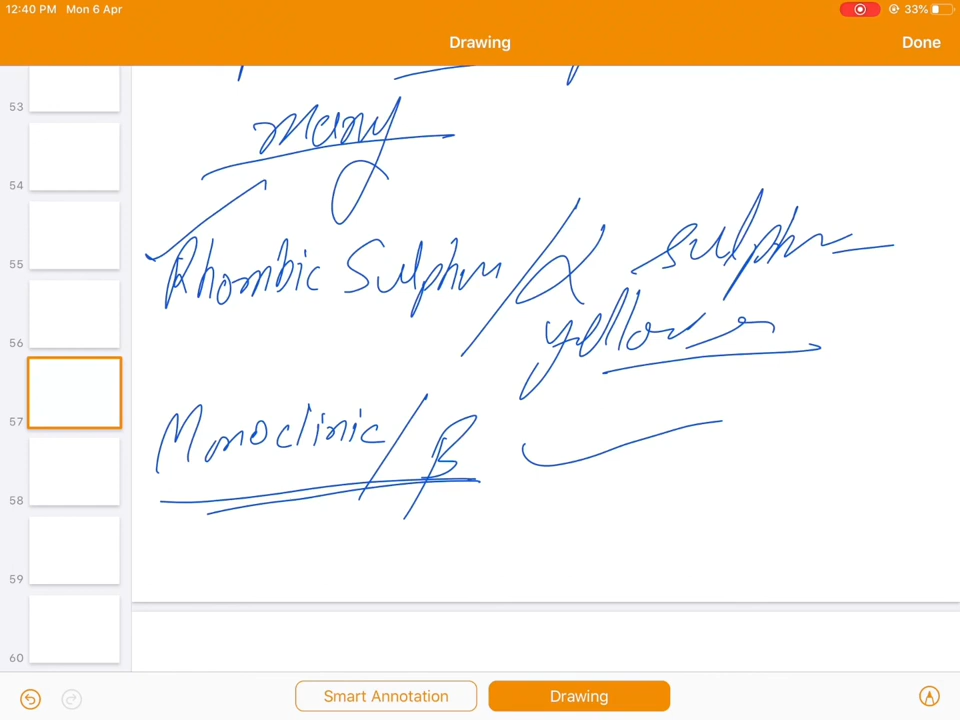 12:40 PM Mon 6 Apr
33%
Drawing
Done
53
many
54
Rhombic Sulphur / α sulphur
55
yellow
56
57
Monoclinic / β
58
59
60
Smart Annotation
Drawing